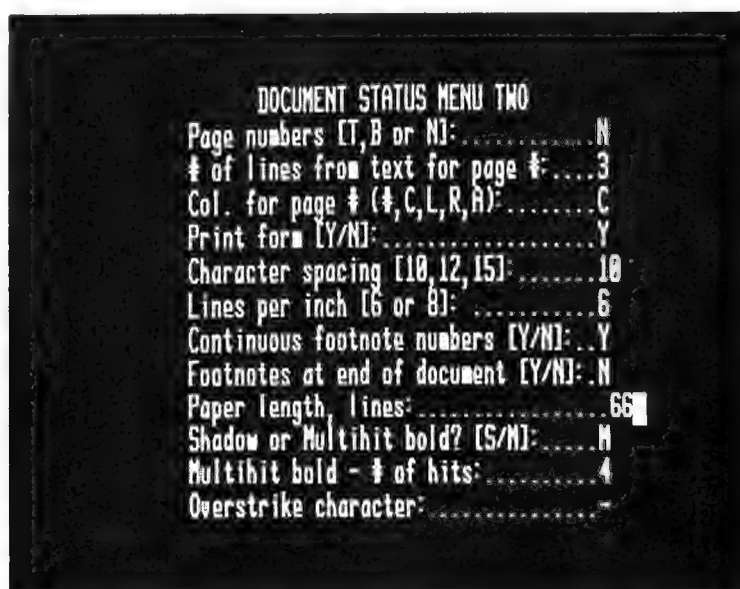 DOCUMENT STATUS MENU TWO
Page numbers [T,B or N]:.............N
# of lines from text for page #:....3
Col. for page # (#,C,L,R,A):........C
Print form [Y/N]:..................Y
Character spacing [10,12,15]:.......10
Lines per inch [6 or 8]: ..........6
Continuous footnote numbers [Y/N]:..Y
Footnotes at end of document [Y/N]:.N
Paper length, lines:................66
Shadow or Multihit bold? [S/M]:.....M
Multihit bold - # of hits:..........4
Overstrike character:...............-